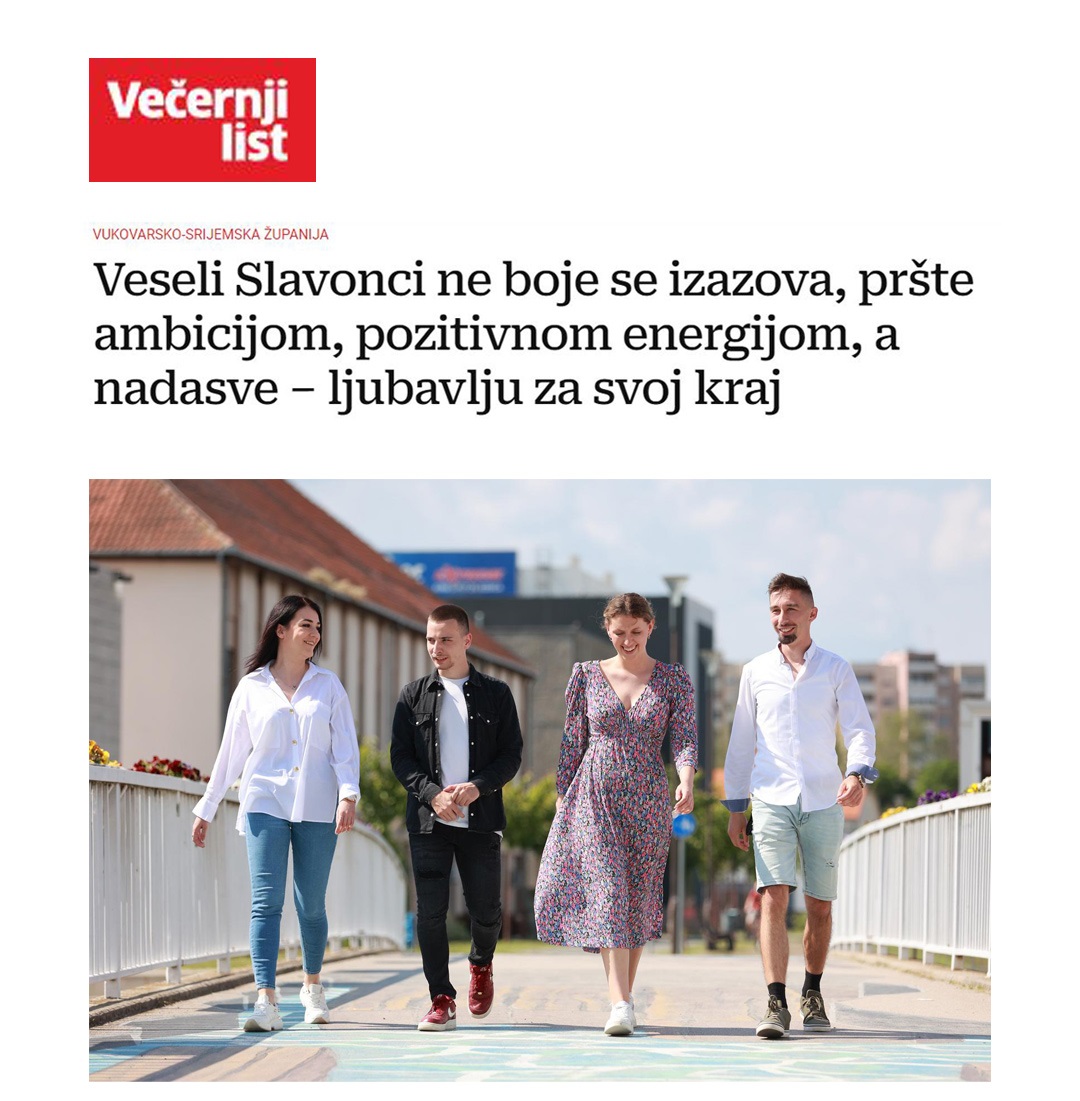 Večernji
list
VUKOVARSKO-SRIJEMSKA ŽUPANIJA
Veseli Slavonci ne boje se izazova, pršte
ambicijom, pozitivnom energijom, a
nadasve – ljubavlju za svoj kraj